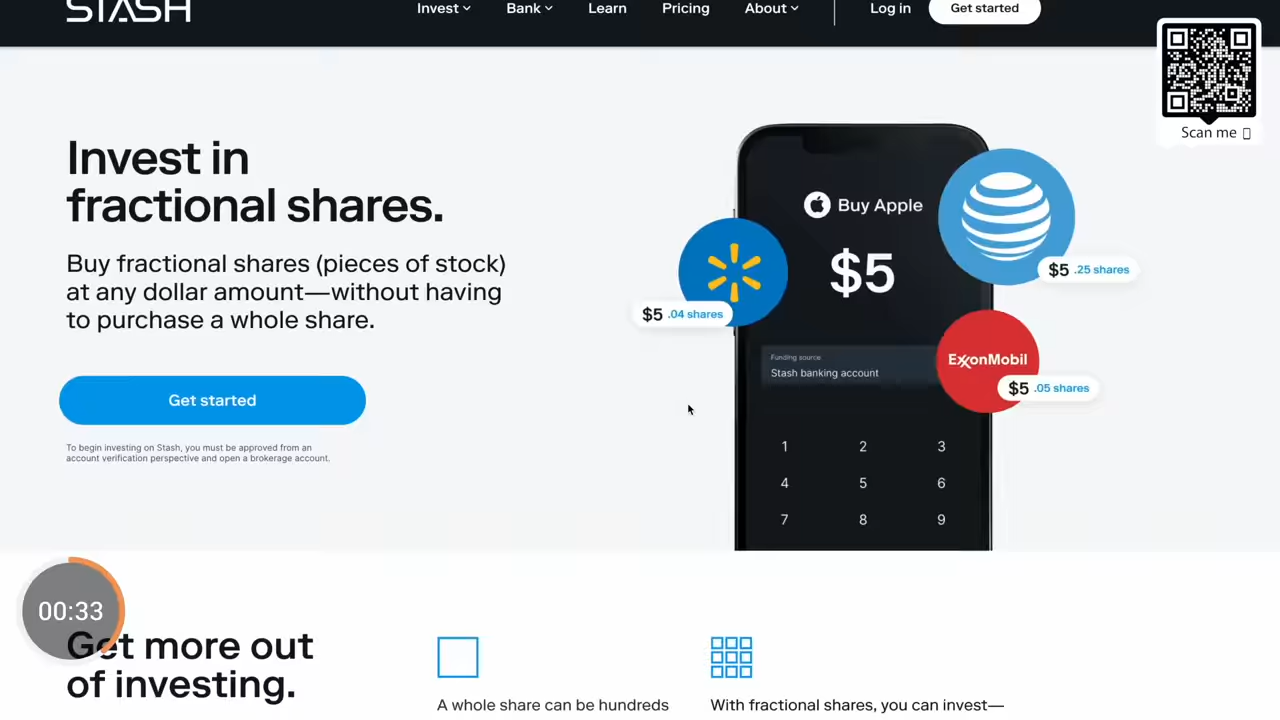 STASH
Invest
Bank
Learn
Pricing
About
Log in
Get started
Scan me
Invest in
fractional shares.
Buy fractional shares (pieces of stock)
at any dollar amount—without having
to purchase a whole share.
Get started
To begin investing on Stash, you must be approved from an
account verification perspective and open a brokerage account.
Buy Apple
$5
$5 .25 shares
$5 .04 shares
Funding source
Stash banking account
ExxonMobil
$5 .05 shares
1 2 3
4 5 6
7 8 9
00:33
Get more out
of investing.
A whole share can be hundreds
With fractional shares, you can invest—